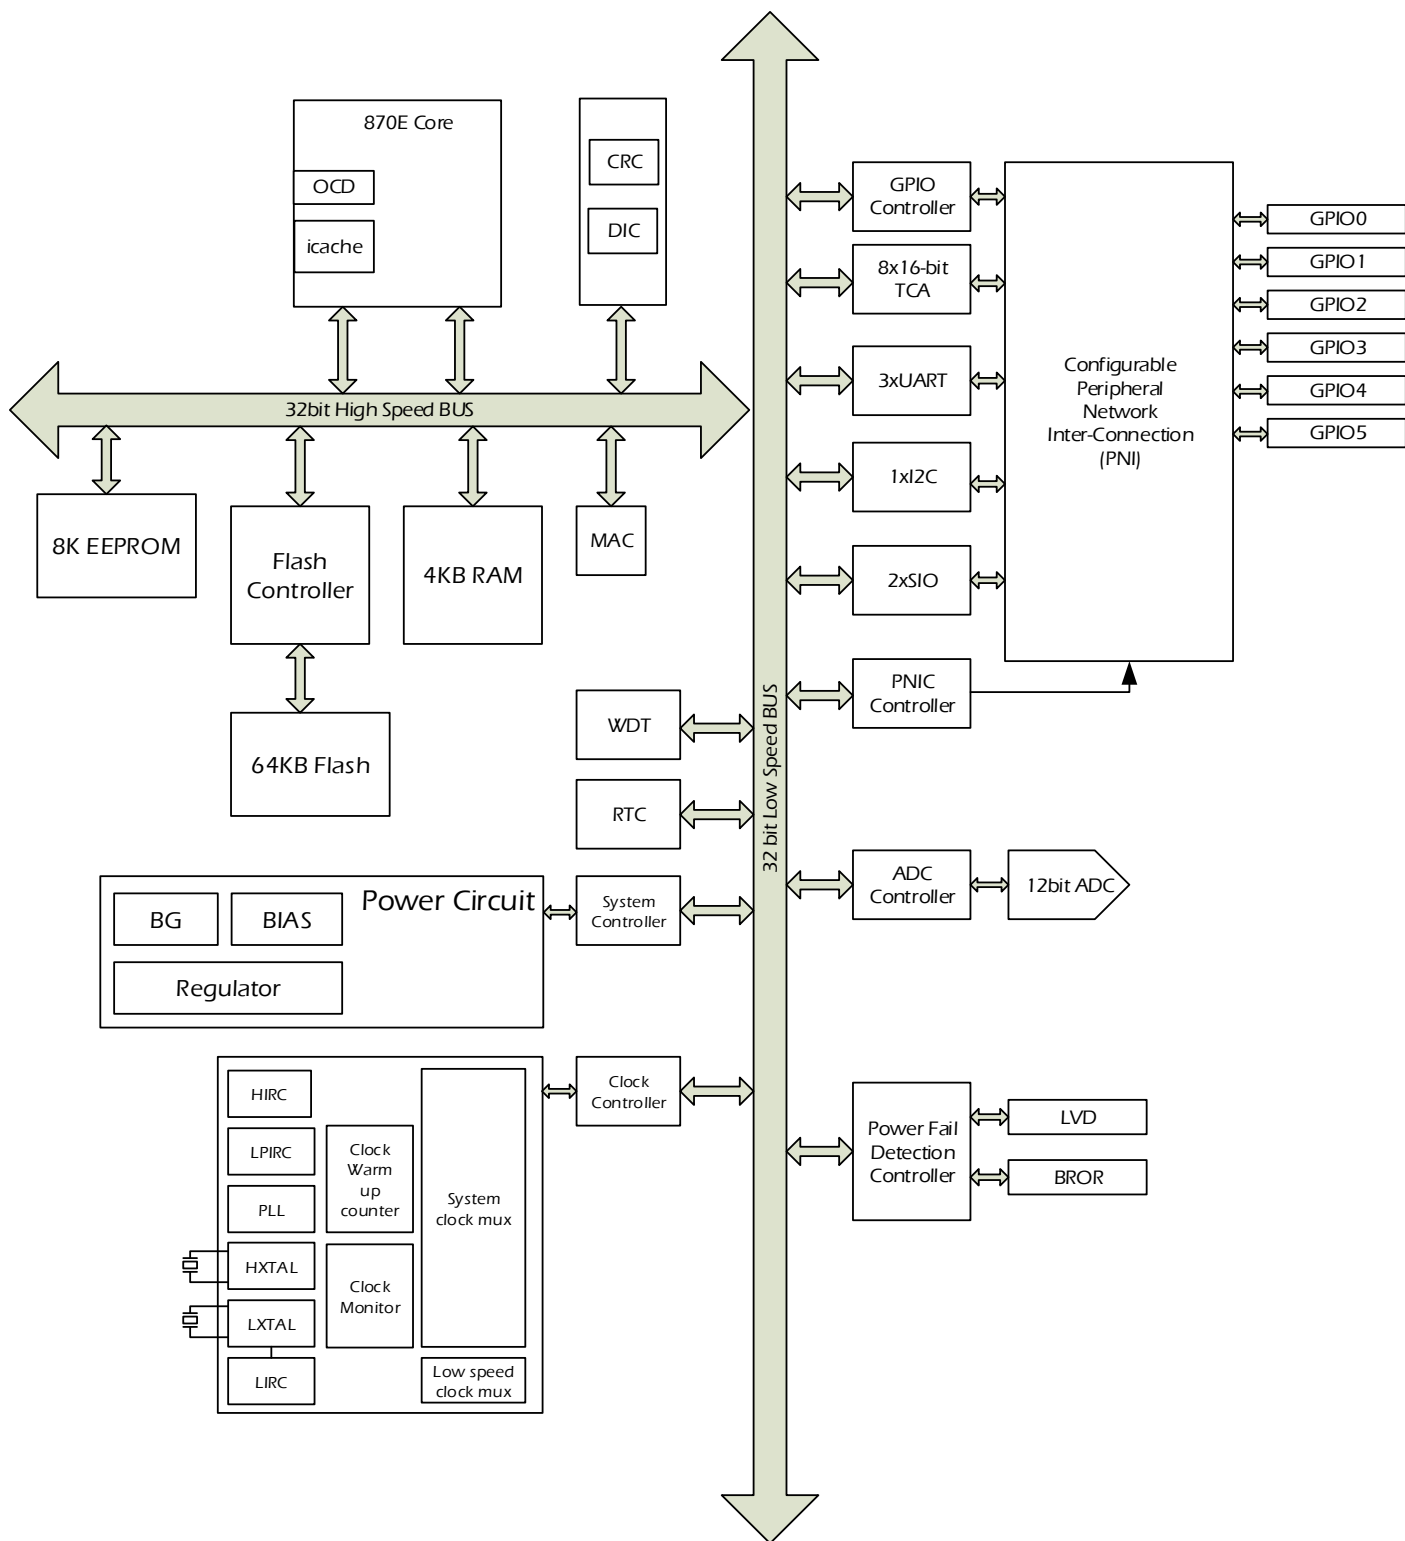 870E Core
OCD
icache
CRC
DIC
32bit High Speed BUS
8K EEPROM
Flash
Controller
4KB RAM
MAC
64KB Flash
WDT
RTC
Power Circuit
BG
BIAS
Regulator
System
Controller
HIRC
LPIRC
PLL
HXTAL
LXTAL
LIRC
Clock
Warm
up
counter
Clock
Monitor
System
clock mux
Low speed
clock mux
Clock
Controller
32 bit Low Speed BUS
GPIO
Controller
8x16-bit
TCA
3xUART
1xI2C
2xSIO
PNIC
Controller
Configurable
Peripheral
Network
Inter-Connection
(PNI)
GPIO0
GPIO1
GPIO2
GPIO3
GPIO4
GPIO5
ADC
Controller
12bit ADC
Power Fail
Detection
Controller
LVD
BROR